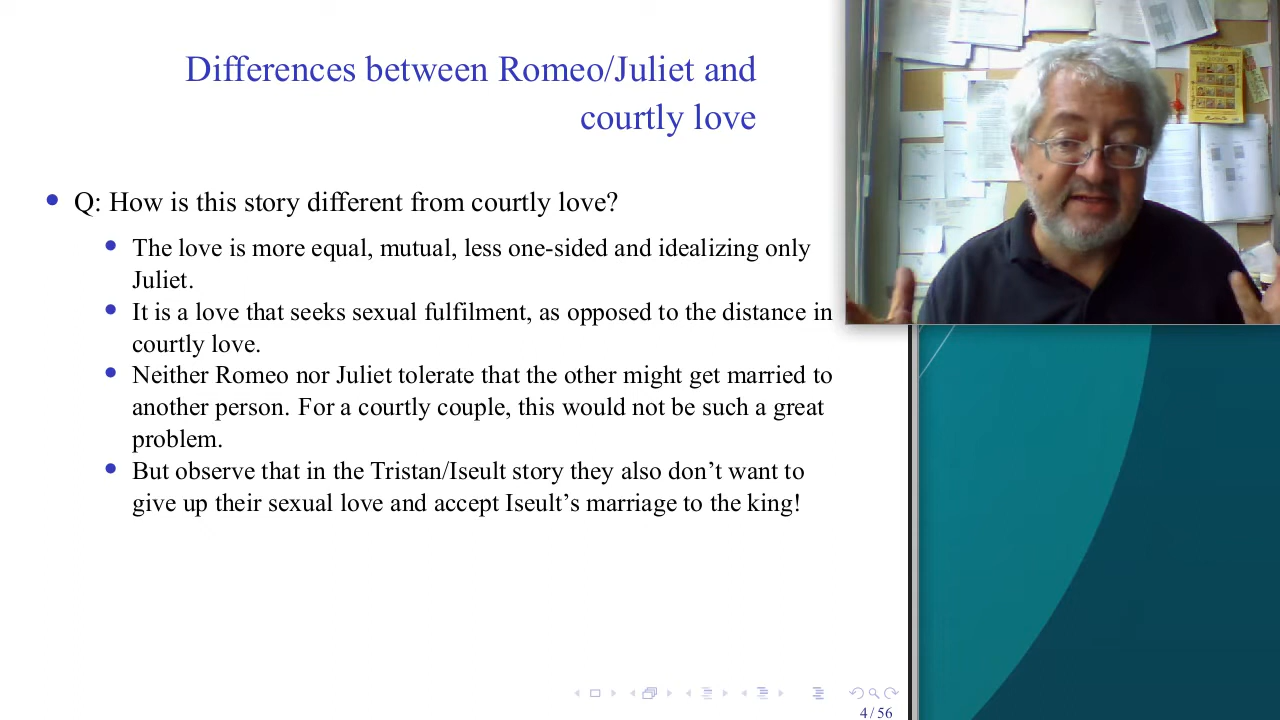 Differences between Romeo/Juliet and
courtly love
Q: How is this story different from courtly love?
The love is more equal, mutual, less one-sided and idealizing only
Juliet.
It is a love that seeks sexual fulfilment, as opposed to the distance in
courtly love.
Neither Romeo nor Juliet tolerate that the other might get married to
another person. For a courtly couple, this would not be such a great
problem.
But observe that in the Tristan/Iseult story they also don’t want to
give up their sexual love and accept Iseult’s marriage to the king!
4/56